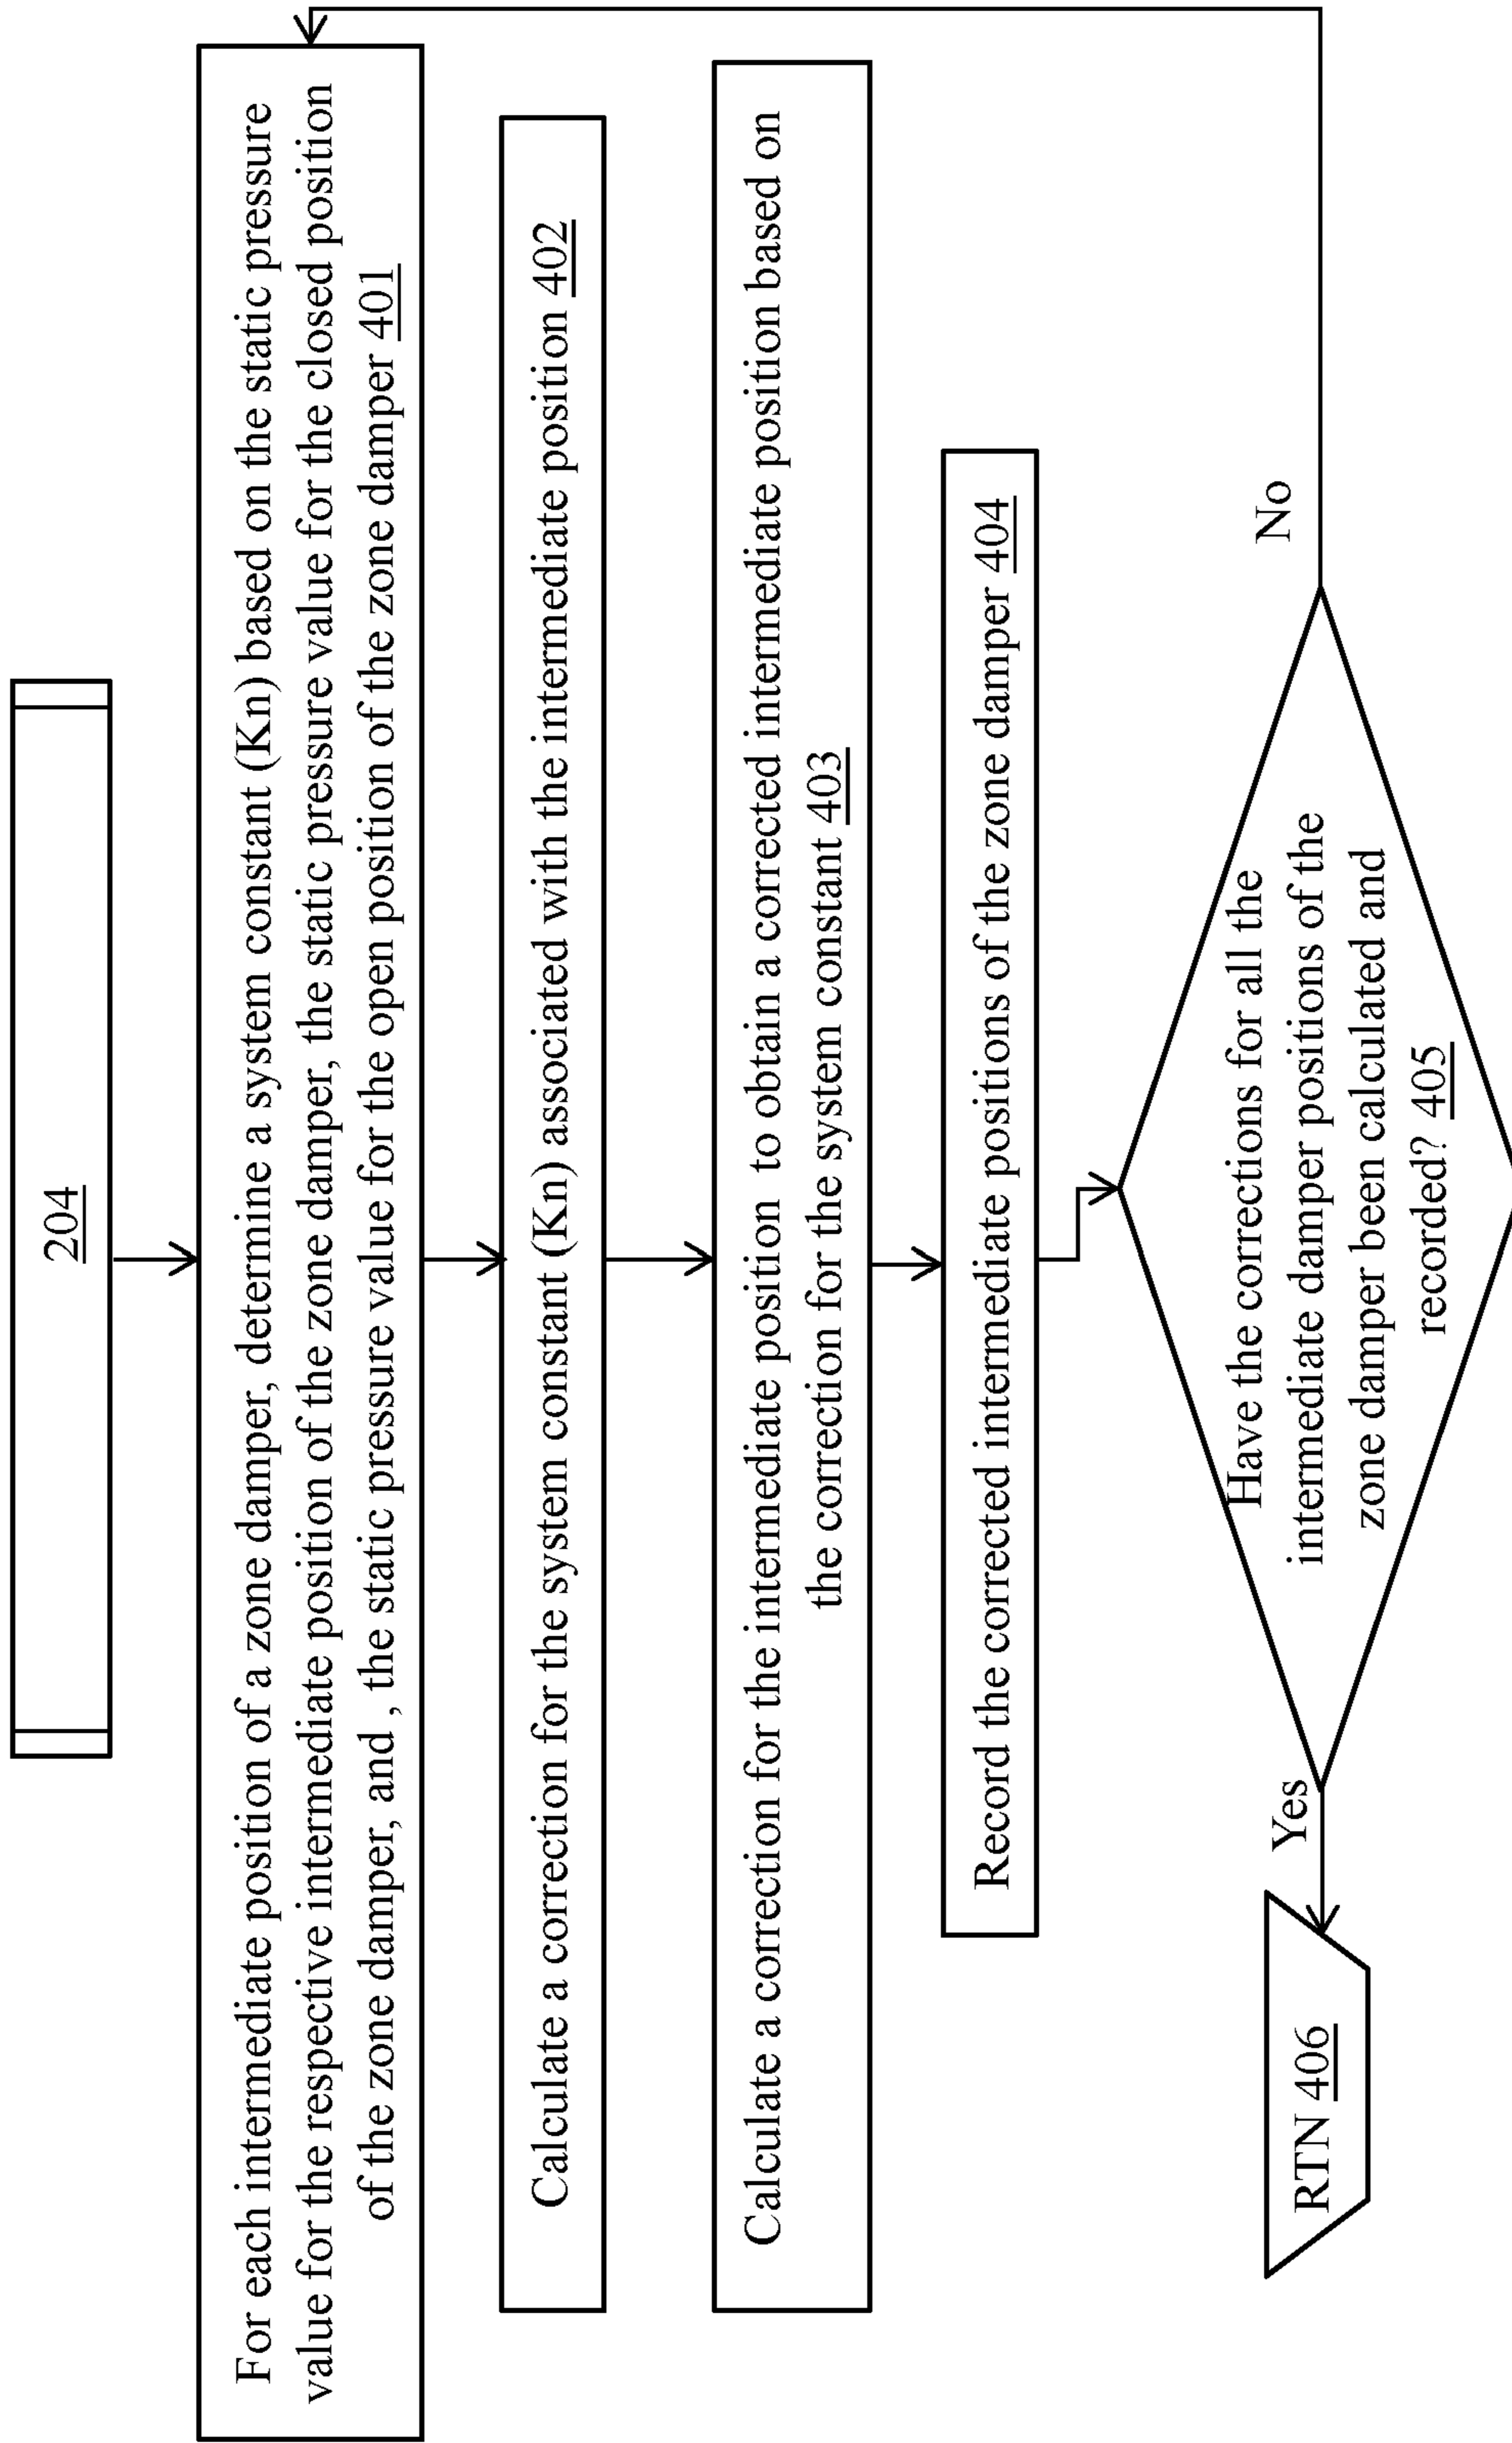 204
For each intermediate position of a zone damper, determine a system constant (Kn) based on the static pressure
value for the respective intermediate position of the zone damper, the static pressure value for the closed position
of the zone damper, and , the static pressure value for the open position of the zone damper 401
Calculate a correction for the system constant (Kn) associated with the intermediate position 402
Calculate a correction for the intermediate position to obtain a corrected intermediate position based on
the correction for the system constant 403
Record the corrected intermediate positions of the zone damper 404
Have the corrections for all the
intermediate damper positions of the
zone damper been calculated and
recorded? 405
Yes
No
RTN 406